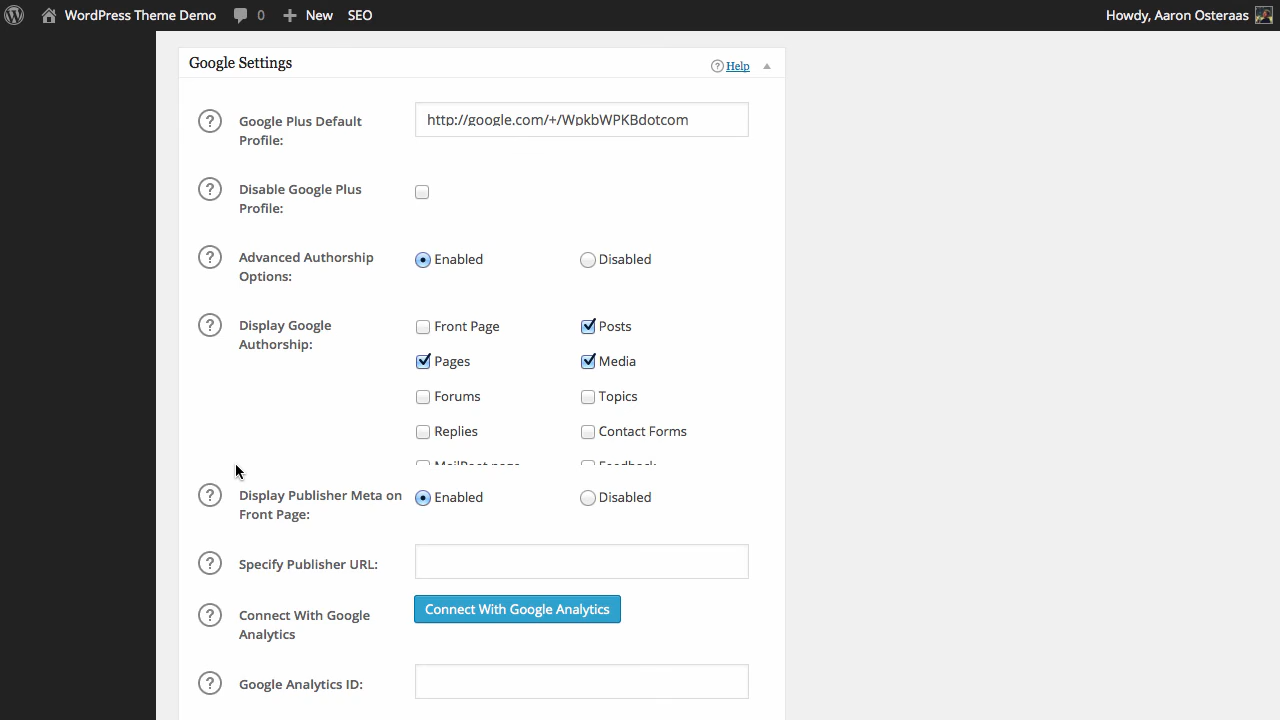 WordPress Theme Demo 0 New SEO Howdy, Aaron Osteraas
Google Settings ? Help
? Google Plus Default
Profile:
http://google.com/+/WpkbWPKBdotcom
? Disable Google Plus
Profile:
? Advanced Authorship
Options:
Enabled Disabled
? Display Google
Authorship:
Front Page Posts
Pages Media
Forums Topics
Replies Contact Forms
MailPoet page Feedback
? Display Publisher Meta on
Front Page:
Enabled Disabled
? Specify Publisher URL:
? Connect With Google
Analytics
Connect With Google Analytics
? Google Analytics ID: